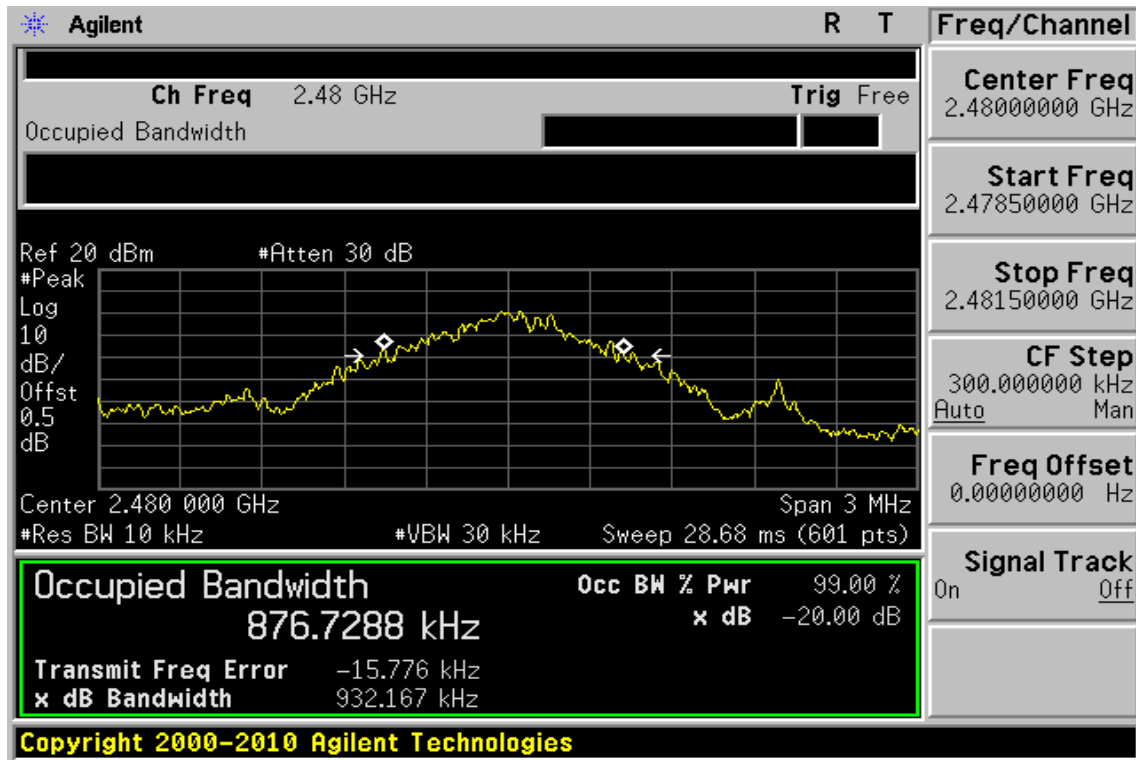 Agilent R T
Ch Freq 2.48 GHz Trig Free
Occupied Bandwidth
Ref 20 dBm #Atten 30 dB
#Peak
Log
10
dB/
Offst
0.5
dB
Center 2.480 000 GHz Span 3 MHz
#Res BW 10 kHz #VBW 30 kHz Sweep 28.68 ms (601 pts)
Occupied Bandwidth Occ BW % Pwr 99.00 %
876.7288 kHz x dB -20.00 dB
Transmit Freq Error -15.776 kHz
x dB Bandwidth 932.167 kHz
Copyright 2000-2010 Agilent Technologies
Freq/Channel
Center Freq
2.48000000 GHz
Start Freq
2.47850000 GHz
Stop Freq
2.48150000 GHz
CF Step
300.000000 kHz
Auto Man
Freq Offset
0.00000000 Hz
Signal Track
On Off